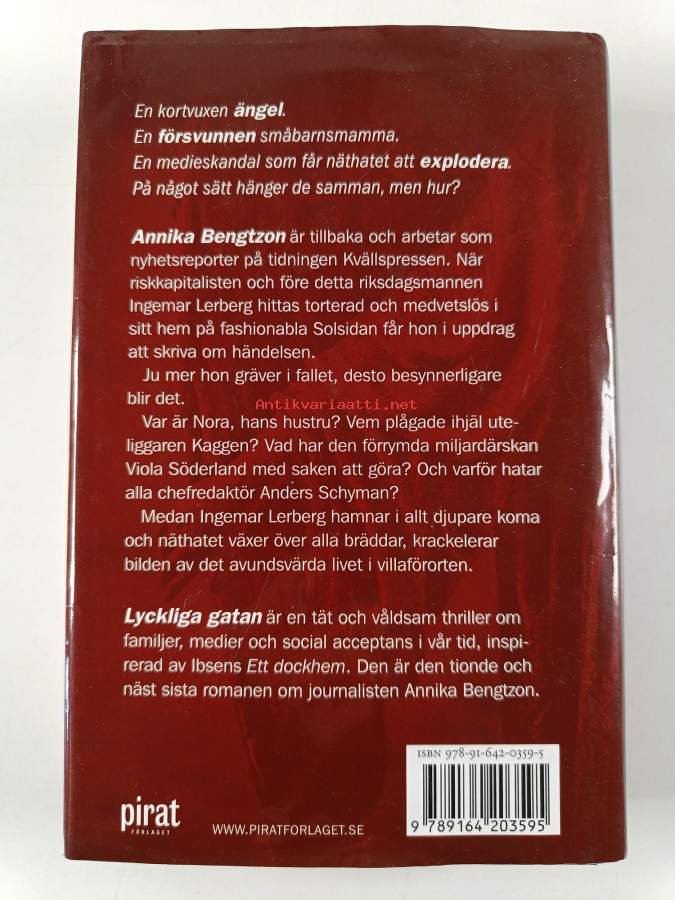 En kortvuxen ängel.
En försvunnen småbarnsmamma.
En medieskandal som får näthatet att explodera.
På något sätt hänger de samman, men hur?
Annika Bengtzon är tillbaka och arbetar som
nyhetsreporter på tidningen Kvällspressen. När
riskkapitalisten och före detta riksdagsmannen
Ingemar Lerberg hittas torterad och medvetslös i
sitt hem på fashionabla Solsidan får hon i uppdrag
att skriva om händelsen.
Ju mer hon gräver i fallet, desto besynnerligare
blir det.
Antikvariaatti.net
Var är Nora, hans hustru? Vem plågade ihjäl ute-
liggaren Kaggen? Vad har den förrymda miljardärskan
Viola Söderland med saken att göra? Och varför hatar
alla chefredaktör Anders Schyman?
Medan Ingemar Lerberg hamnar i allt djupare koma
och näthatet växer över alla bräddar, krackelerar
bilden av det avundsvärda livet i villaförorten.
Lyckliga gatan är en tät och våldsam thriller om
familjer, medier och social acceptans i vår tid, inspi-
rerad av Ibsens Ett dockhem. Den är den tionde och
näst sista romanen om journalisten Annika Bengtzon.
ISBN 978-91-642-0359-5
9 789164 203595
pirat
FÖRLAGET
WWW.PIRATFORLAGET.SE